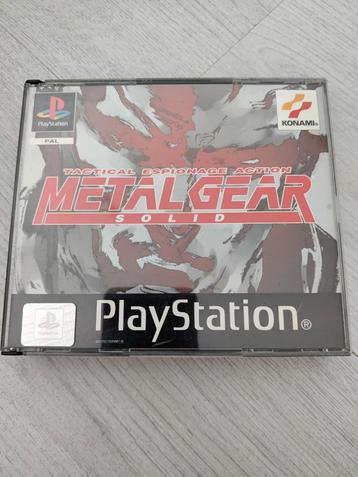 PlayStation
PAL
KONAMI®
TACTICAL ESPIONAGE ACTION
METAL GEAR
SOLID
PlayStation®